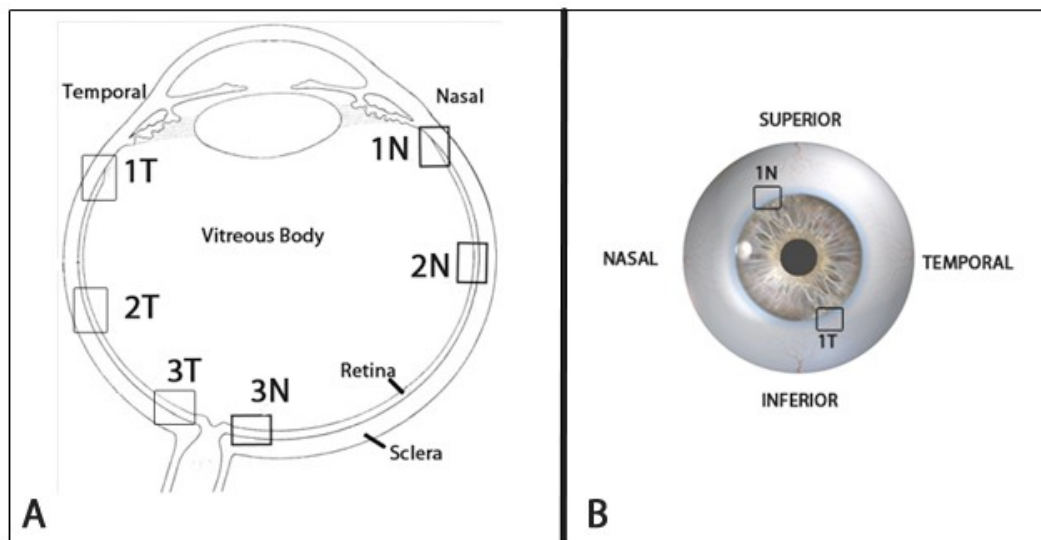 Temporal
Nasal
1T
1N
Vitreous Body
2N
2T
3T
3N
Retina
Sclera
A
SUPERIOR
1N
NASAL
TEMPORAL
1T
INFERIOR
B